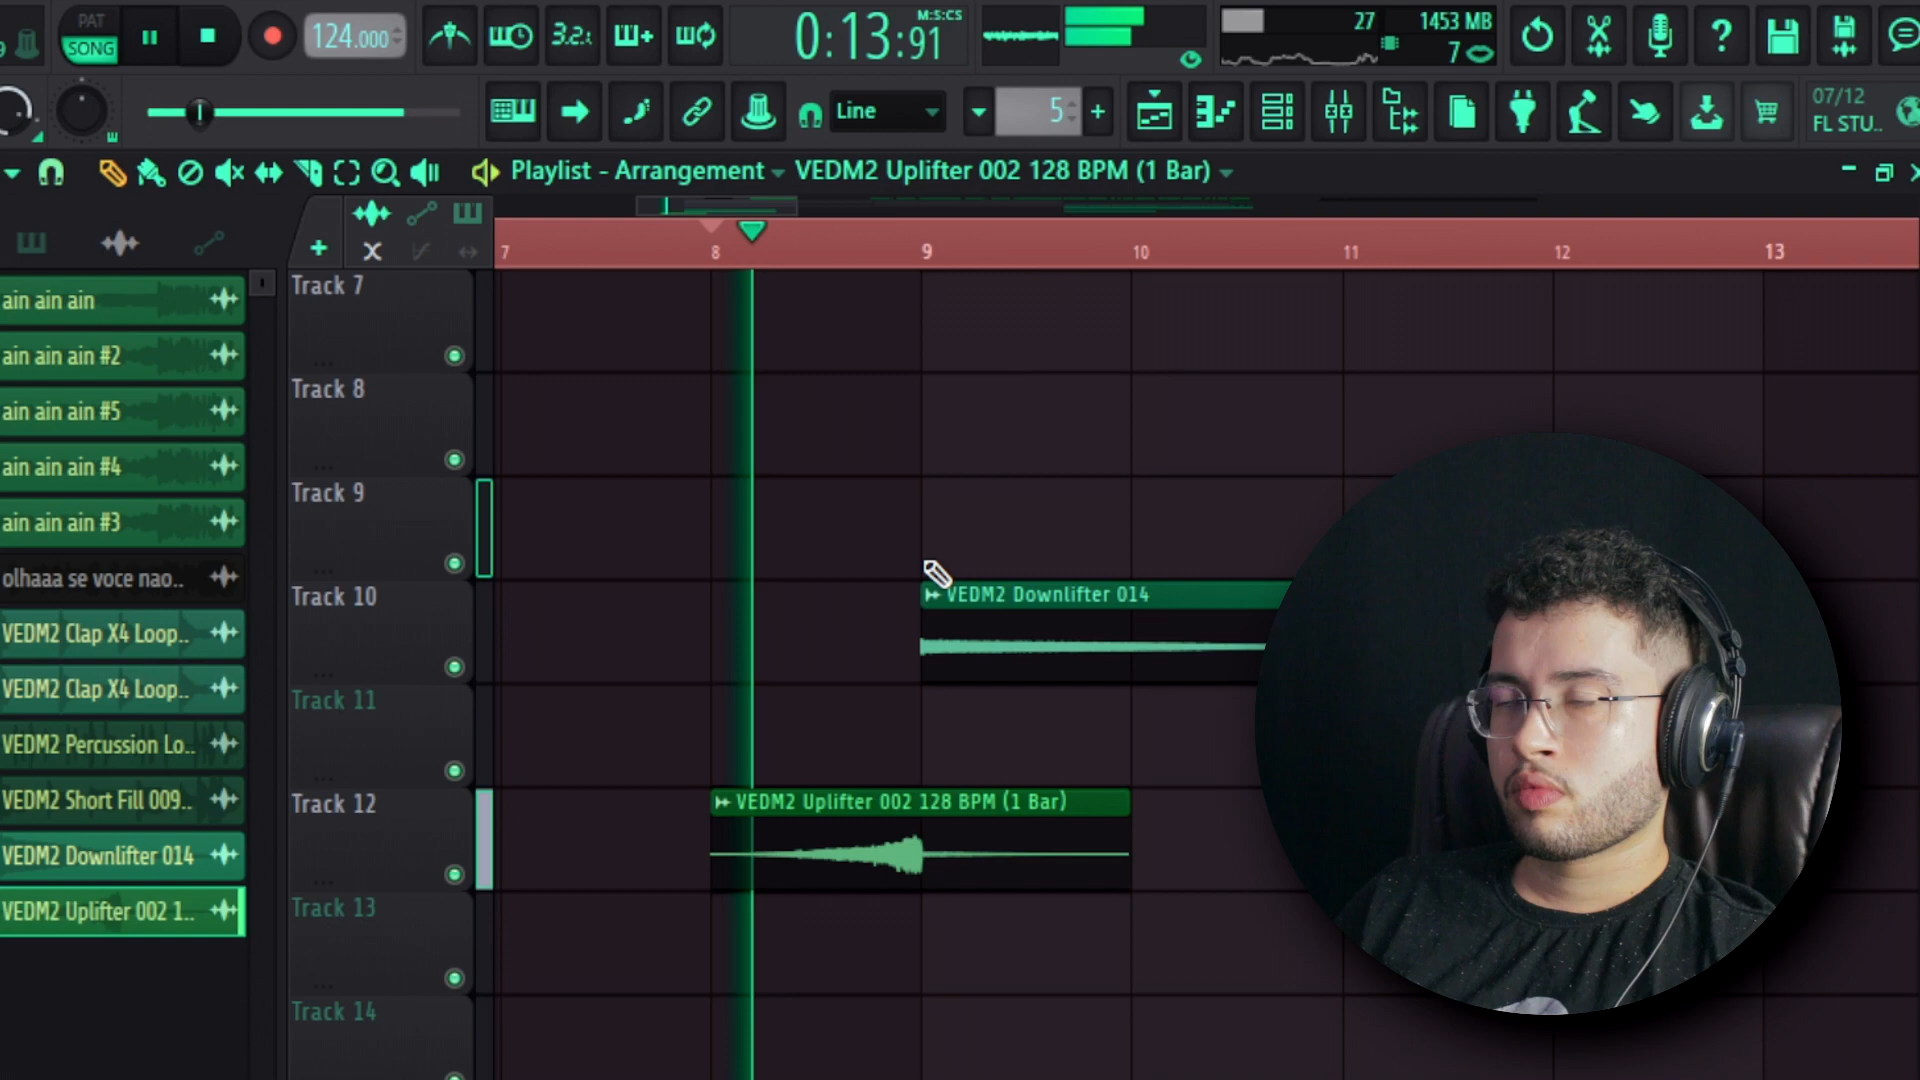 PAT
SONG
124.000
3.2.
0:13:91
M:S:CS
27
1453 MB
7
Line
5
07/12
FL STU..
Playlist - Arrangement
VEDM2 Uplifter 002 128 BPM (1 Bar)
7
8
9
10
11
12
13
ain ain ain
ain ain ain #2
ain ain ain #5
ain ain ain #4
ain ain ain #3
olhaaa se voce nao..
VEDM2 Clap X4 Loop..
VEDM2 Clap X4 Loop..
VEDM2 Percussion Lo..
VEDM2 Short Fill 009..
VEDM2 Downlifter 014
VEDM2 Uplifter 002 1..
Track 7
Track 8
Track 9
Track 10
VEDM2 Downlifter 014
Track 11
Track 12
VEDM2 Uplifter 002 128 BPM (1 Bar)
Track 13
Track 14